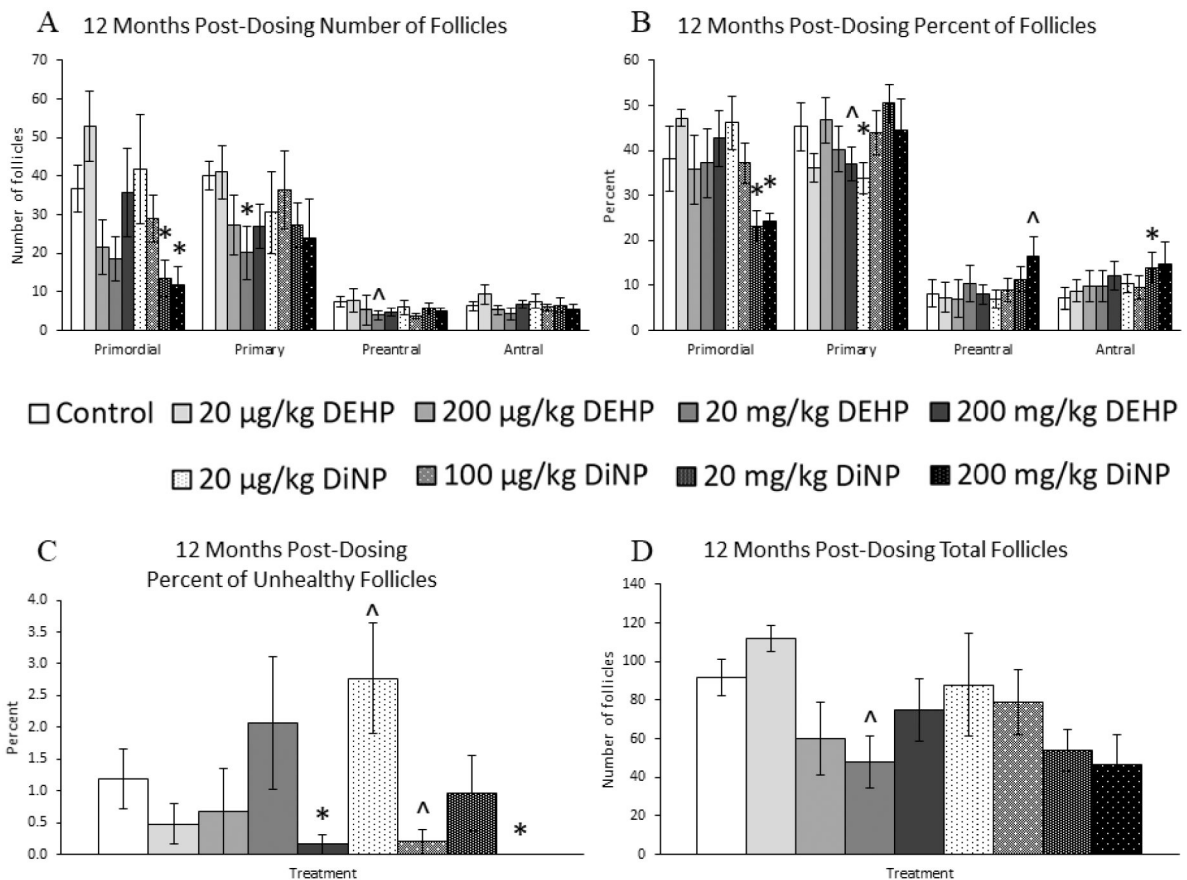 A 12 Months Post-Dosing Number of Follicles
70
60
50
40
30
20
10
0
Number of follicles
* *
*
^
Primordial Primary Preantral Antral
B 12 Months Post-Dosing Percent of Follicles
60
50
40
30
20
10
0
Percent
* *
^ *
^
*
Primordial Primary Preantral Antral
Control 20 µg/kg DEHP 200 µg/kg DEHP 20 mg/kg DEHP 200 mg/kg DEHP
20 µg/kg DiNP 100 µg/kg DiNP 20 mg/kg DiNP 200 mg/kg DiNP
C 12 Months Post-Dosing
Percent of Unhealthy Follicles
4.0
3.5
3.0
2.5
2.0
1.5
1.0
0.5
0.0
Percent
* ^ ^ *
Treatment
D 12 Months Post-Dosing Total Follicles
140
120
100
80
60
40
20
0
Number of follicles
^
Treatment